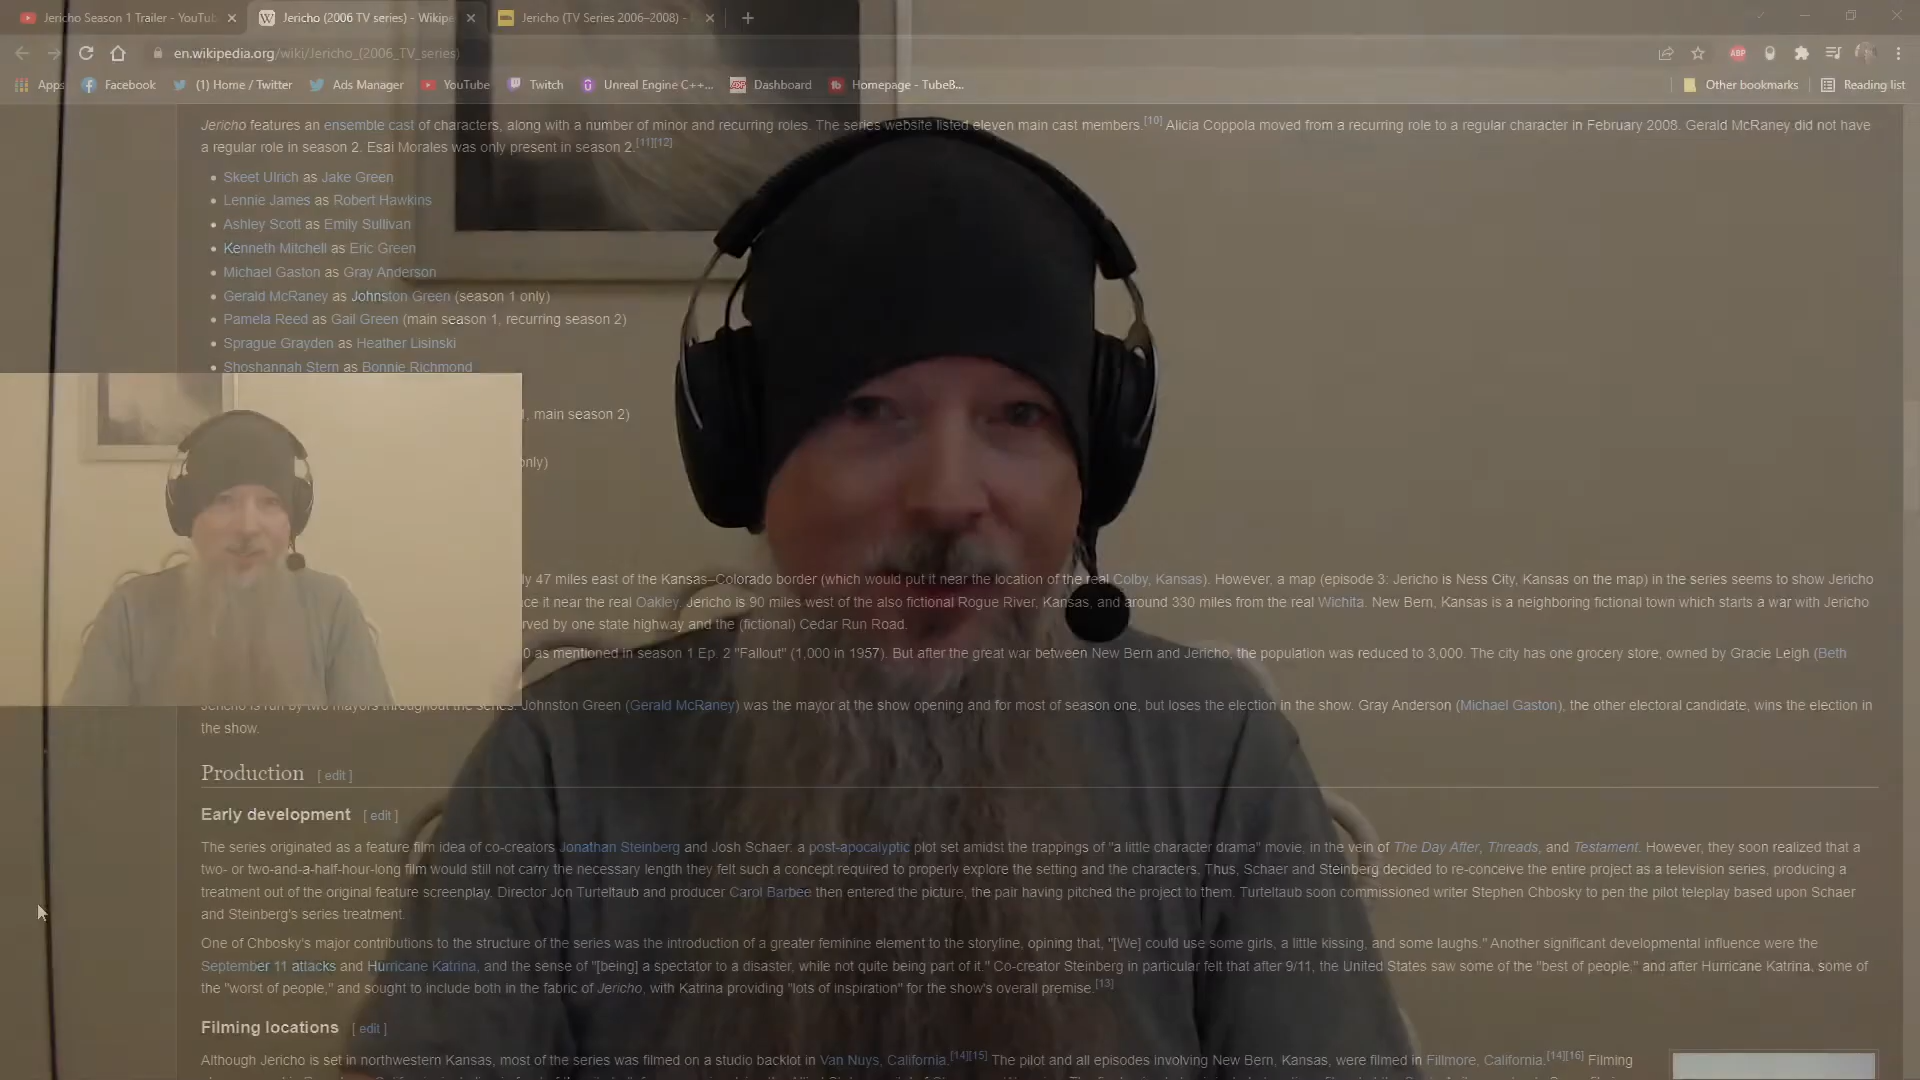 Jericho Season 1 Trailer - YouTub
Jericho (2006 TV series) - Wikipe
Jericho (TV Series 2006–2008) -
en.wikipedia.org/wiki/Jericho_(2006_TV_series)
ABP
Apps
Facebook
(1) Home / Twitter
Ads Manager
YouTube
Twitch
Unreal Engine C++...
Dashboard
Homepage - TubeB...
Other bookmarks
Reading list
Jericho features an ensemble cast of characters, along with a number of minor and recurring roles. The series website listed eleven main cast members.[10] Alicia Coppola moved from a recurring role to a regular character in February 2008. Gerald McRaney did not have
a regular role in season 2. Esai Morales was only present in season 2.[11][12]
Skeet Ulrich as Jake Green
Lennie James as Robert Hawkins
Ashley Scott as Emily Sullivan
Kenneth Mitchell as Eric Green
Michael Gaston as Gray Anderson
Gerald McRaney as Johnston Green (season 1 only)
Pamela Reed as Gail Green (main season 1, recurring season 2)
Sprague Grayden as Heather Lisinski
Shoshannah Stern as Bonnie Richmond
, main season 2)
only)
ly 47 miles east of the Kansas–Colorado border (which would put it near the location of the real Colby, Kansas). However, a map (episode 3: Jericho is Ness City, Kansas on the map) in the series seems to show Jericho
ce it near the real Oakley. Jericho is 90 miles west of the also fictional Rogue River, Kansas, and around 330 miles from the real Wichita. New Bern, Kansas is a neighboring fictional town which starts a war with Jericho
rved by one state highway and the (fictional) Cedar Run Road.
0 as mentioned in season 1 Ep. 2 "Fallout" (1,000 in 1957). But after the great war between New Bern and Jericho, the population was reduced to 3,000. The city has one grocery store, owned by Gracie Leigh (Beth
Jericho is run by two mayors throughout the series. Johnston Green (Gerald McRaney) was the mayor at the show opening and for most of season one, but loses the election in the show. Gray Anderson (Michael Gaston), the other electoral candidate, wins the election in
the show.
Production [ edit ]
Early development [ edit ]
The series originated as a feature film idea of co-creators Jonathan Steinberg and Josh Schaer: a post-apocalyptic plot set amidst the trappings of "a little character drama" movie, in the vein of The Day After, Threads, and Testament. However, they soon realized that a
two- or two-and-a-half-hour-long film would still not carry the necessary length they felt such a concept required to properly explore the setting and the characters. Thus, Schaer and Steinberg decided to re-conceive the entire project as a television series, producing a
treatment out of the original feature screenplay. Director Jon Turteltaub and producer Carol Barbee then entered the picture, the pair having pitched the project to them. Turteltaub soon commissioned writer Stephen Chbosky to pen the pilot teleplay based upon Schaer
and Steinberg's series treatment.
One of Chbosky's major contributions to the structure of the series was the introduction of a greater feminine element to the storyline, opining that, "[We] could use some girls, a little kissing, and some laughs." Another significant developmental influence were the
September 11 attacks and Hurricane Katrina, and the sense of "[being] a spectator to a disaster, while not quite being part of it." Co-creator Steinberg in particular felt that after 9/11, the United States saw some of the "best of people," and after Hurricane Katrina, some of
the "worst of people," and sought to include both in the fabric of Jericho, with Katrina providing "lots of inspiration" for the show's overall premise.[13]
Filming locations [ edit ]
Although Jericho is set in northwestern Kansas, most of the series was filmed on a studio backlot in Van Nuys, California.[14][15] The pilot and all episodes involving New Bern, Kansas, were filmed in Fillmore, California.[14][16] Filming